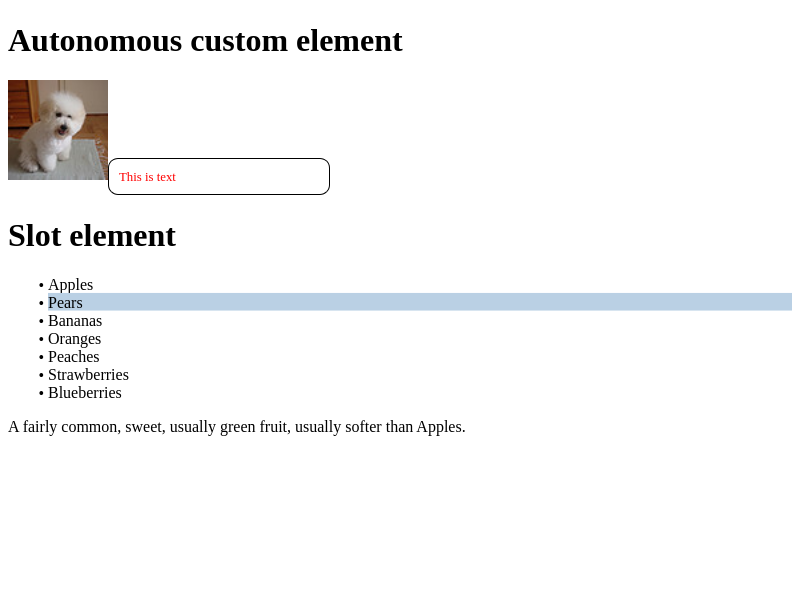 Autonomous custom element
This is text
Slot element
• Apples
• Pears
• Bananas
• Oranges
• Peaches
• Strawberries
• Blueberries
A fairly common, sweet, usually green fruit, usually softer than Apples.